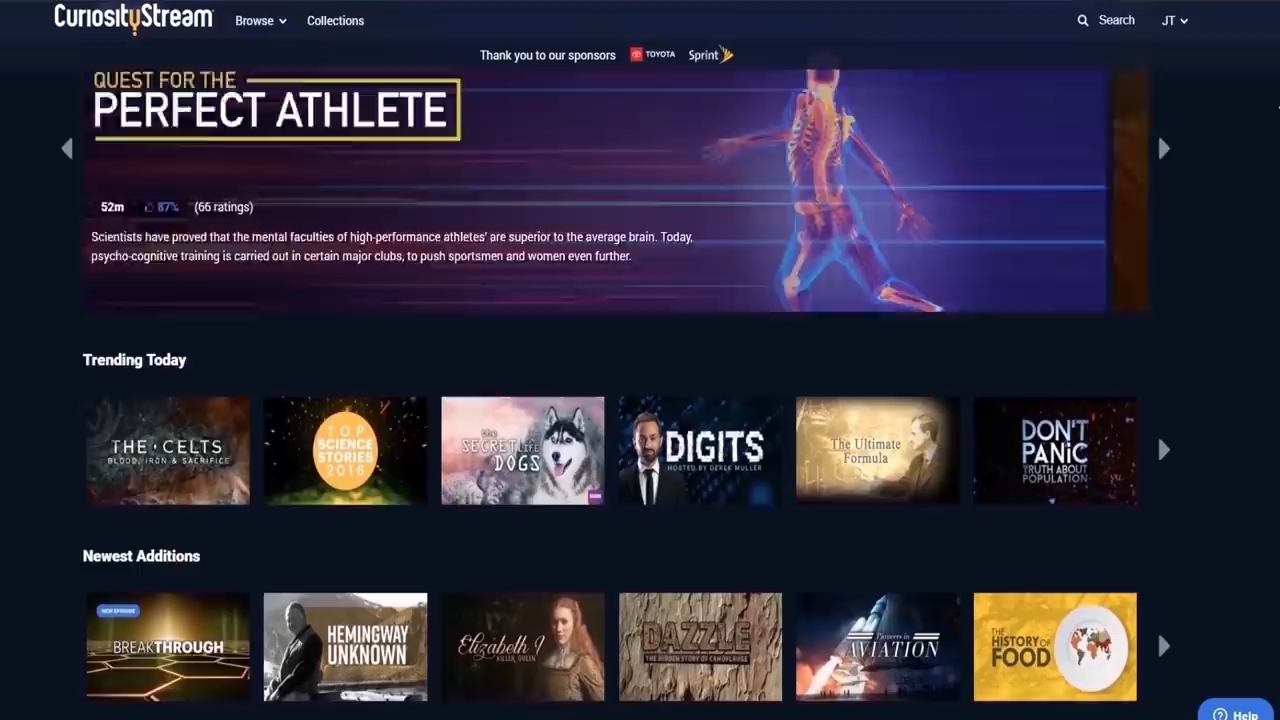 CuriosityStream
Browse
Collections
Search
JT
Thank you to our sponsors
TOYOTA
Sprint
QUEST FOR THE
PERFECT ATHLETE
52m
87%
(66 ratings)
Scientists have proved that the mental faculties of high-performance athletes' are superior to the average brain. Today,
psycho-cognitive training is carried out in certain major clubs, to push sportsmen and women even further.
Trending Today
THE · CELTS
BLOOD, IRON & SACRIFICE
TOP
SCIENCE
STORIES
2016
the
SECRET LIFE
DOGS
DIGITS
HOSTED BY DEREK MULLER
The Ultimate
Formula
DON'T
PANiC
TRUTH ABOUT
POPULATION
Newest Additions
NEW EPISODE
BREAKTHROUGH
HEMINGWAY
UNKNOWN
Elizabeth I
KILLER QUEEN
DAZZLE
THE HIDDEN STORY OF CAMOFLAUGE
Pioneers in
AVIATION
THE
HISTORY OF
FOOD
Help